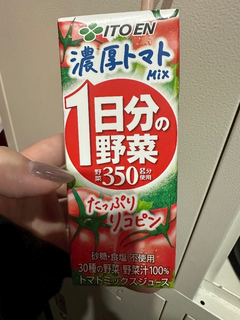 ITO EN
濃厚トマト
MIX
1日分の
野菜
野菜350g分使用
たっぷり
リコピン
砂糖・食塩 不使用
30種の野菜 野菜汁100%
トマトミックスジュース